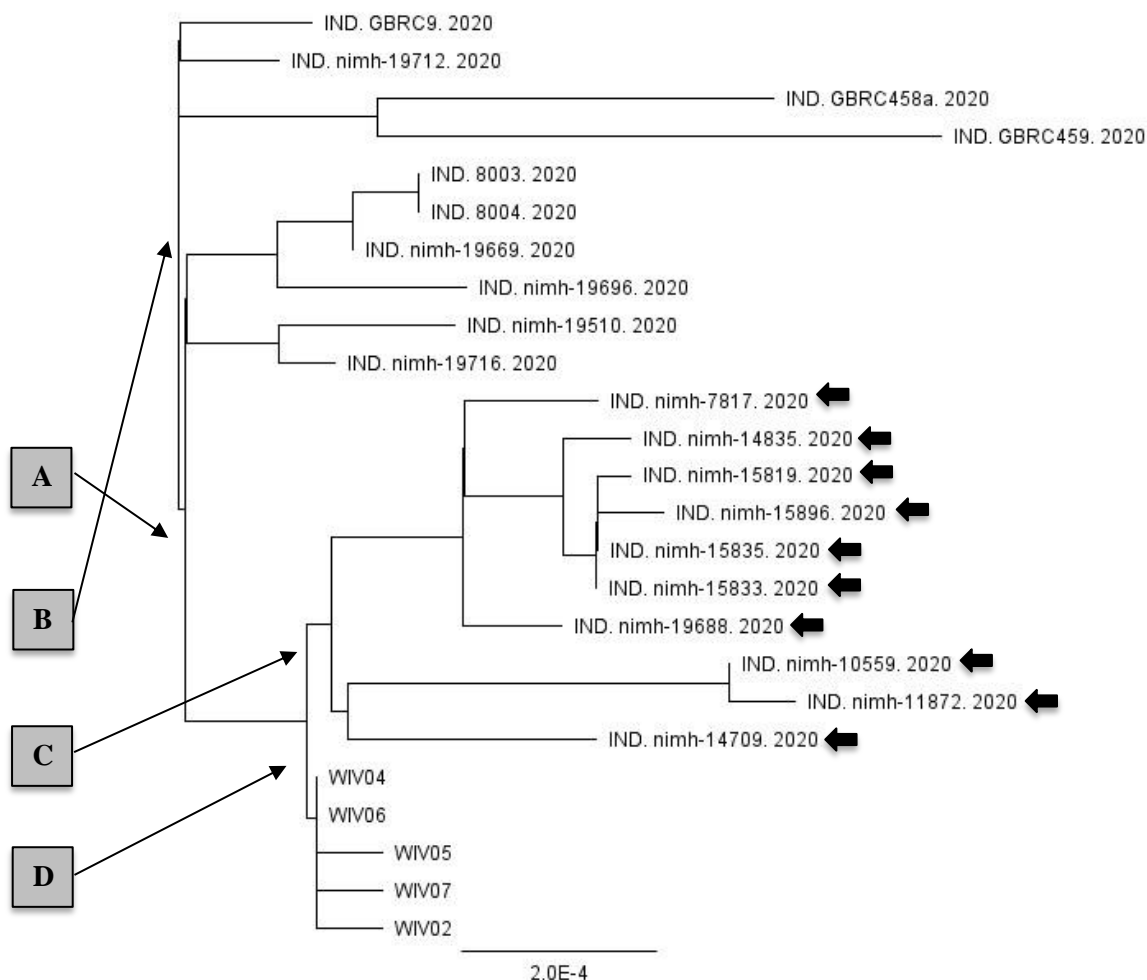 IND. GBRC9. 2020
IND. nimh-19712. 2020
IND. GBRC458a. 2020
IND. GBRC459. 2020
IND. 8003. 2020
IND. 8004. 2020
IND. nimh-19669. 2020
IND. nimh-19696. 2020
IND. nimh-19510. 2020
IND. nimh-19716. 2020
IND. nimh-7817. 2020
IND. nimh-14835. 2020
A
IND. nimh-15819. 2020
IND. nimh-15896. 2020
IND. nimh-15835. 2020
IND. nimh-15833. 2020
B
IND. nimh-19688. 2020
IND. nimh-10559. 2020
IND. nimh-11872. 2020
IND. nimh-14709. 2020
C
WIV04
WIV06
WIV05
D
WIV07
WIV02
2.0E-4